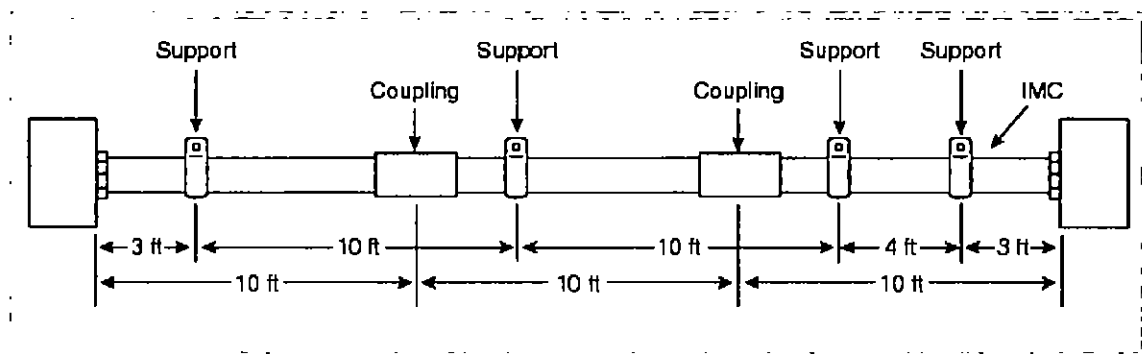 Support Support Support Support
Coupling Coupling IMC
3 ft 10 ft 10 ft 4 ft 3 ft
10 ft 10 ft 10 ft